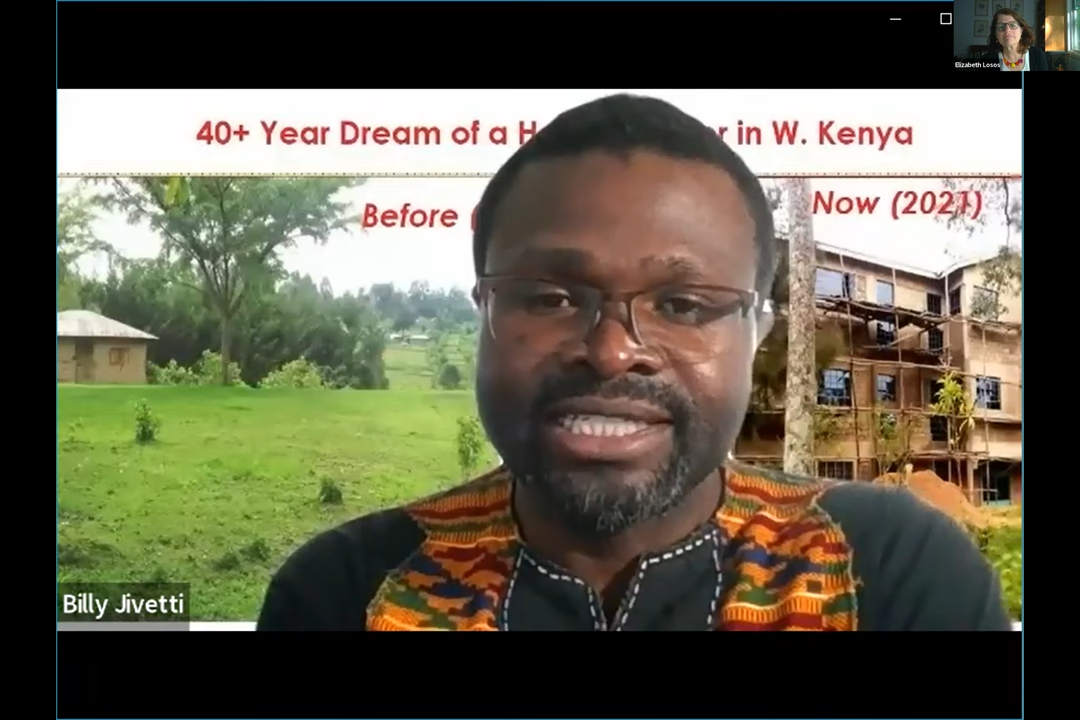 Elizabeth Losos
40+ Year Dream of a H r in W. Kenya
Before
Now (2021)
Billy Jivetti